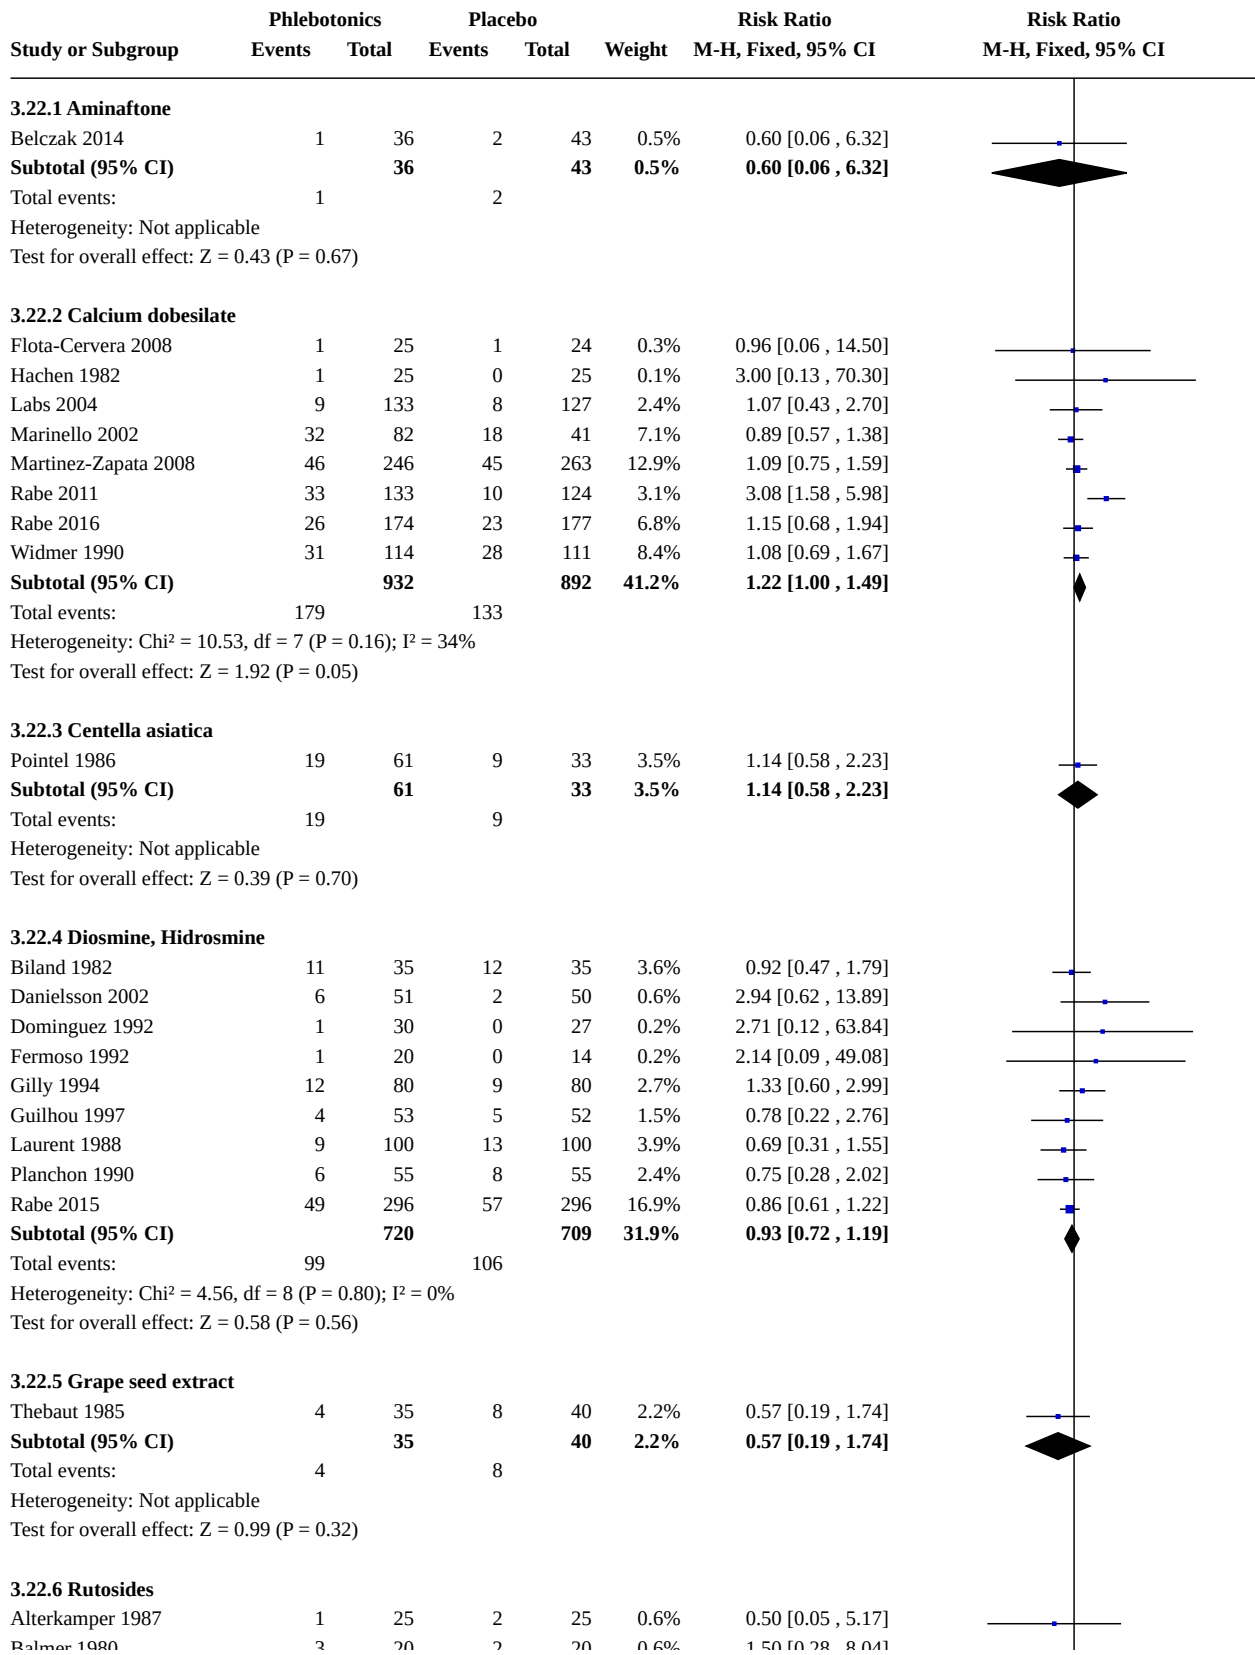 Phlebotonics Placebo Risk Ratio Risk Ratio
Study or Subgroup Events Total Events Total Weight M-H, Fixed, 95% CI M-H, Fixed, 95% CI
3.22.1 Aminaftone
Belczak 2014 1 36 2 43 0.5% 0.60 [0.06 , 6.32]
Subtotal (95% CI) 36 43 0.5% 0.60 [0.06 , 6.32]
Total events: 1 2
Heterogeneity: Not applicable
Test for overall effect: Z = 0.43 (P = 0.67)
3.22.2 Calcium dobesilate
Flota-Cervera 2008 1 25 1 24 0.3% 0.96 [0.06 , 14.50]
Hachen 1982 1 25 0 25 0.1% 3.00 [0.13 , 70.30]
Labs 2004 9 133 8 127 2.4% 1.07 [0.43 , 2.70]
Marinello 2002 32 82 18 41 7.1% 0.89 [0.57 , 1.38]
Martinez-Zapata 2008 46 246 45 263 12.9% 1.09 [0.75 , 1.59]
Rabe 2011 33 133 10 124 3.1% 3.08 [1.58 , 5.98]
Rabe 2016 26 174 23 177 6.8% 1.15 [0.68 , 1.94]
Widmer 1990 31 114 28 111 8.4% 1.08 [0.69 , 1.67]
Subtotal (95% CI) 932 892 41.2% 1.22 [1.00 , 1.49]
Total events: 179 133
Heterogeneity: Chi² = 10.53, df = 7 (P = 0.16); I² = 34%
Test for overall effect: Z = 1.92 (P = 0.05)
3.22.3 Centella asiatica
Pointel 1986 19 61 9 33 3.5% 1.14 [0.58 , 2.23]
Subtotal (95% CI) 61 33 3.5% 1.14 [0.58 , 2.23]
Total events: 19 9
Heterogeneity: Not applicable
Test for overall effect: Z = 0.39 (P = 0.70)
3.22.4 Diosmine, Hidrosmine
Biland 1982 11 35 12 35 3.6% 0.92 [0.47 , 1.79]
Danielsson 2002 6 51 2 50 0.6% 2.94 [0.62 , 13.89]
Dominguez 1992 1 30 0 27 0.2% 2.71 [0.12 , 63.84]
Fermoso 1992 1 20 0 14 0.2% 2.14 [0.09 , 49.08]
Gilly 1994 12 80 9 80 2.7% 1.33 [0.60 , 2.99]
Guilhou 1997 4 53 5 52 1.5% 0.78 [0.22 , 2.76]
Laurent 1988 9 100 13 100 3.9% 0.69 [0.31 , 1.55]
Planchon 1990 6 55 8 55 2.4% 0.75 [0.28 , 2.02]
Rabe 2015 49 296 57 296 16.9% 0.86 [0.61 , 1.22]
Subtotal (95% CI) 720 709 31.9% 0.93 [0.72 , 1.19]
Total events: 99 106
Heterogeneity: Chi² = 4.56, df = 8 (P = 0.80); I² = 0%
Test for overall effect: Z = 0.58 (P = 0.56)
3.22.5 Grape seed extract
Thebaut 1985 4 35 8 40 2.2% 0.57 [0.19 , 1.74]
Subtotal (95% CI) 35 40 2.2% 0.57 [0.19 , 1.74]
Total events: 4 8
Heterogeneity: Not applicable
Test for overall effect: Z = 0.99 (P = 0.32)
3.22.6 Rutosides
Alterkamper 1987 1 25 2 25 0.6% 0.50 [0.05 , 5.17]
Balmer 1980 3 20 2 20 0.6% 1.50 [0.28 , 8.04]